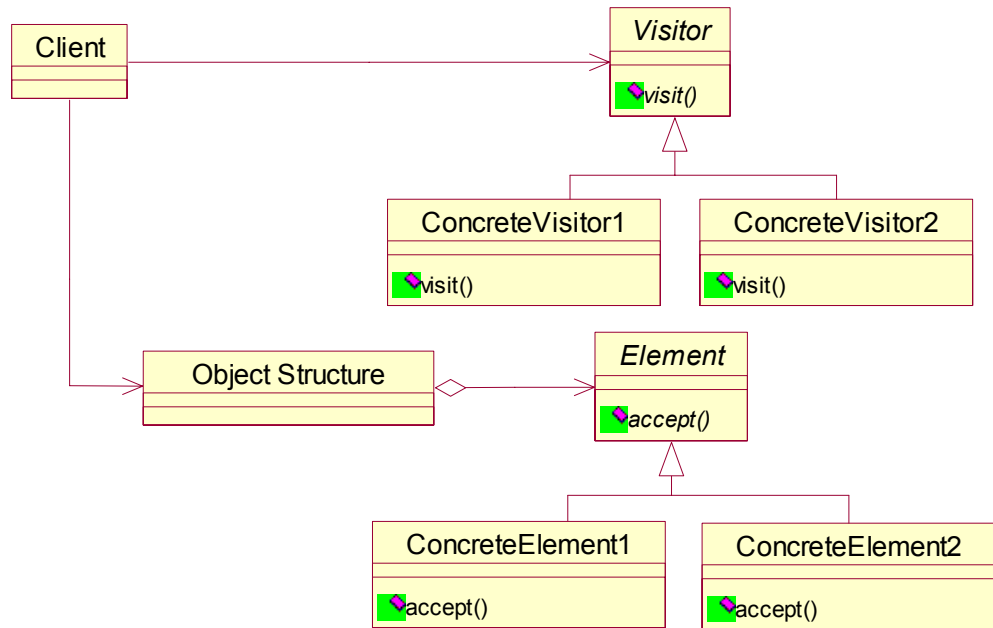 Client
Visitor
visit()
ConcreteVisitor1
visit()
ConcreteVisitor2
visit()
Object Structure
Element
accept()
ConcreteElement1
accept()
ConcreteElement2
accept()